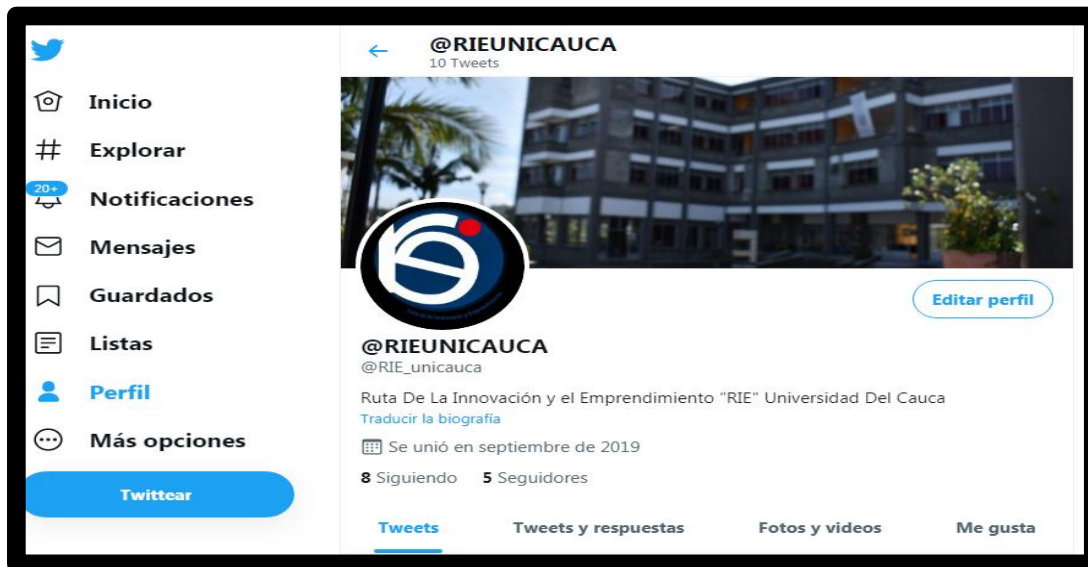 Inicio
Explorar
20+
Notificaciones
Mensajes
Guardados
Listas
Perfil
Más opciones
Twittear
@RIEUNICAUCA
10 Tweets
Editar perfil
@RIEUNICAUCA
@RIE_unicauca
Ruta De La Innovación y el Emprendimiento "RIE" Universidad Del Cauca
Traducir la biografía
Se unió en septiembre de 2019
8 Siguiendo 5 Seguidores
Tweets Tweets y respuestas Fotos y videos Me gusta